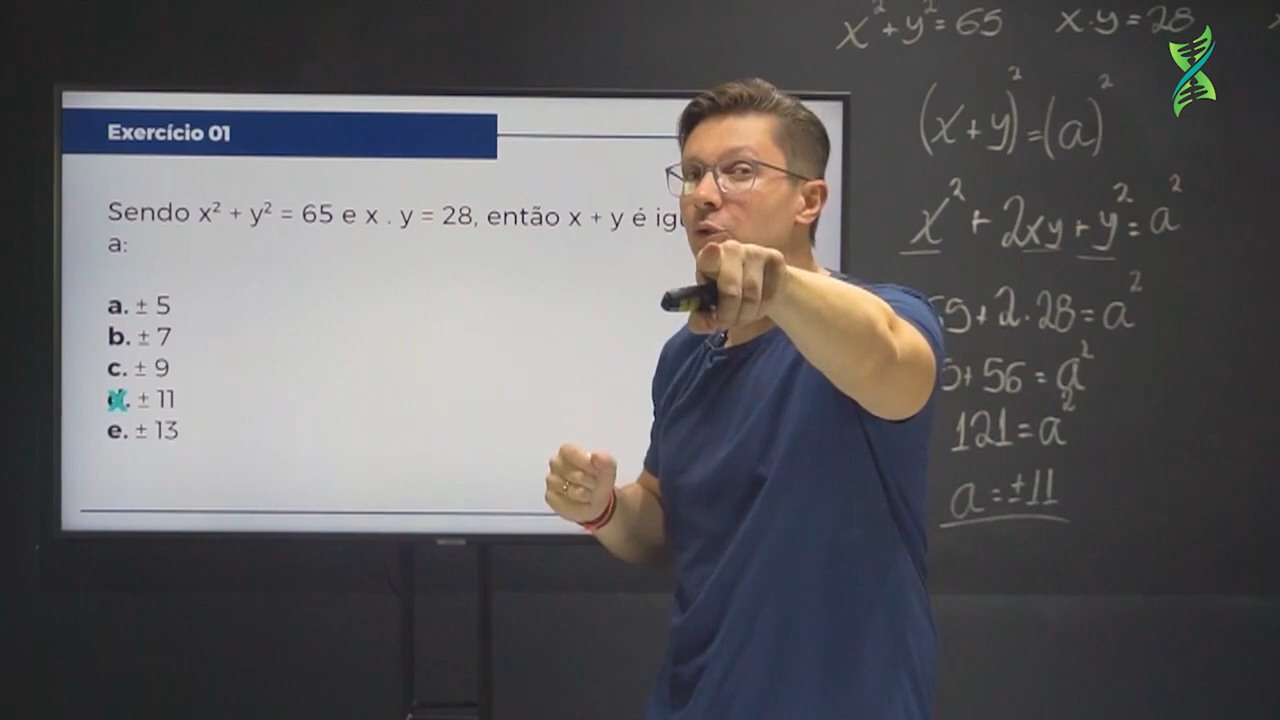 Exercício 01
Sendo x² + y² = 65 e x . y = 28, então x + y é
a:
a. ± 5
b. ± 7
c. ± 9
± 11
e. ± 13
x² + y² = 65 x·y = 28
(x+y)² = (a)²
x² + 2xy + y² = a²
+ 2·28 = a²
+ 56 = a²
121 = a²
a = ±11